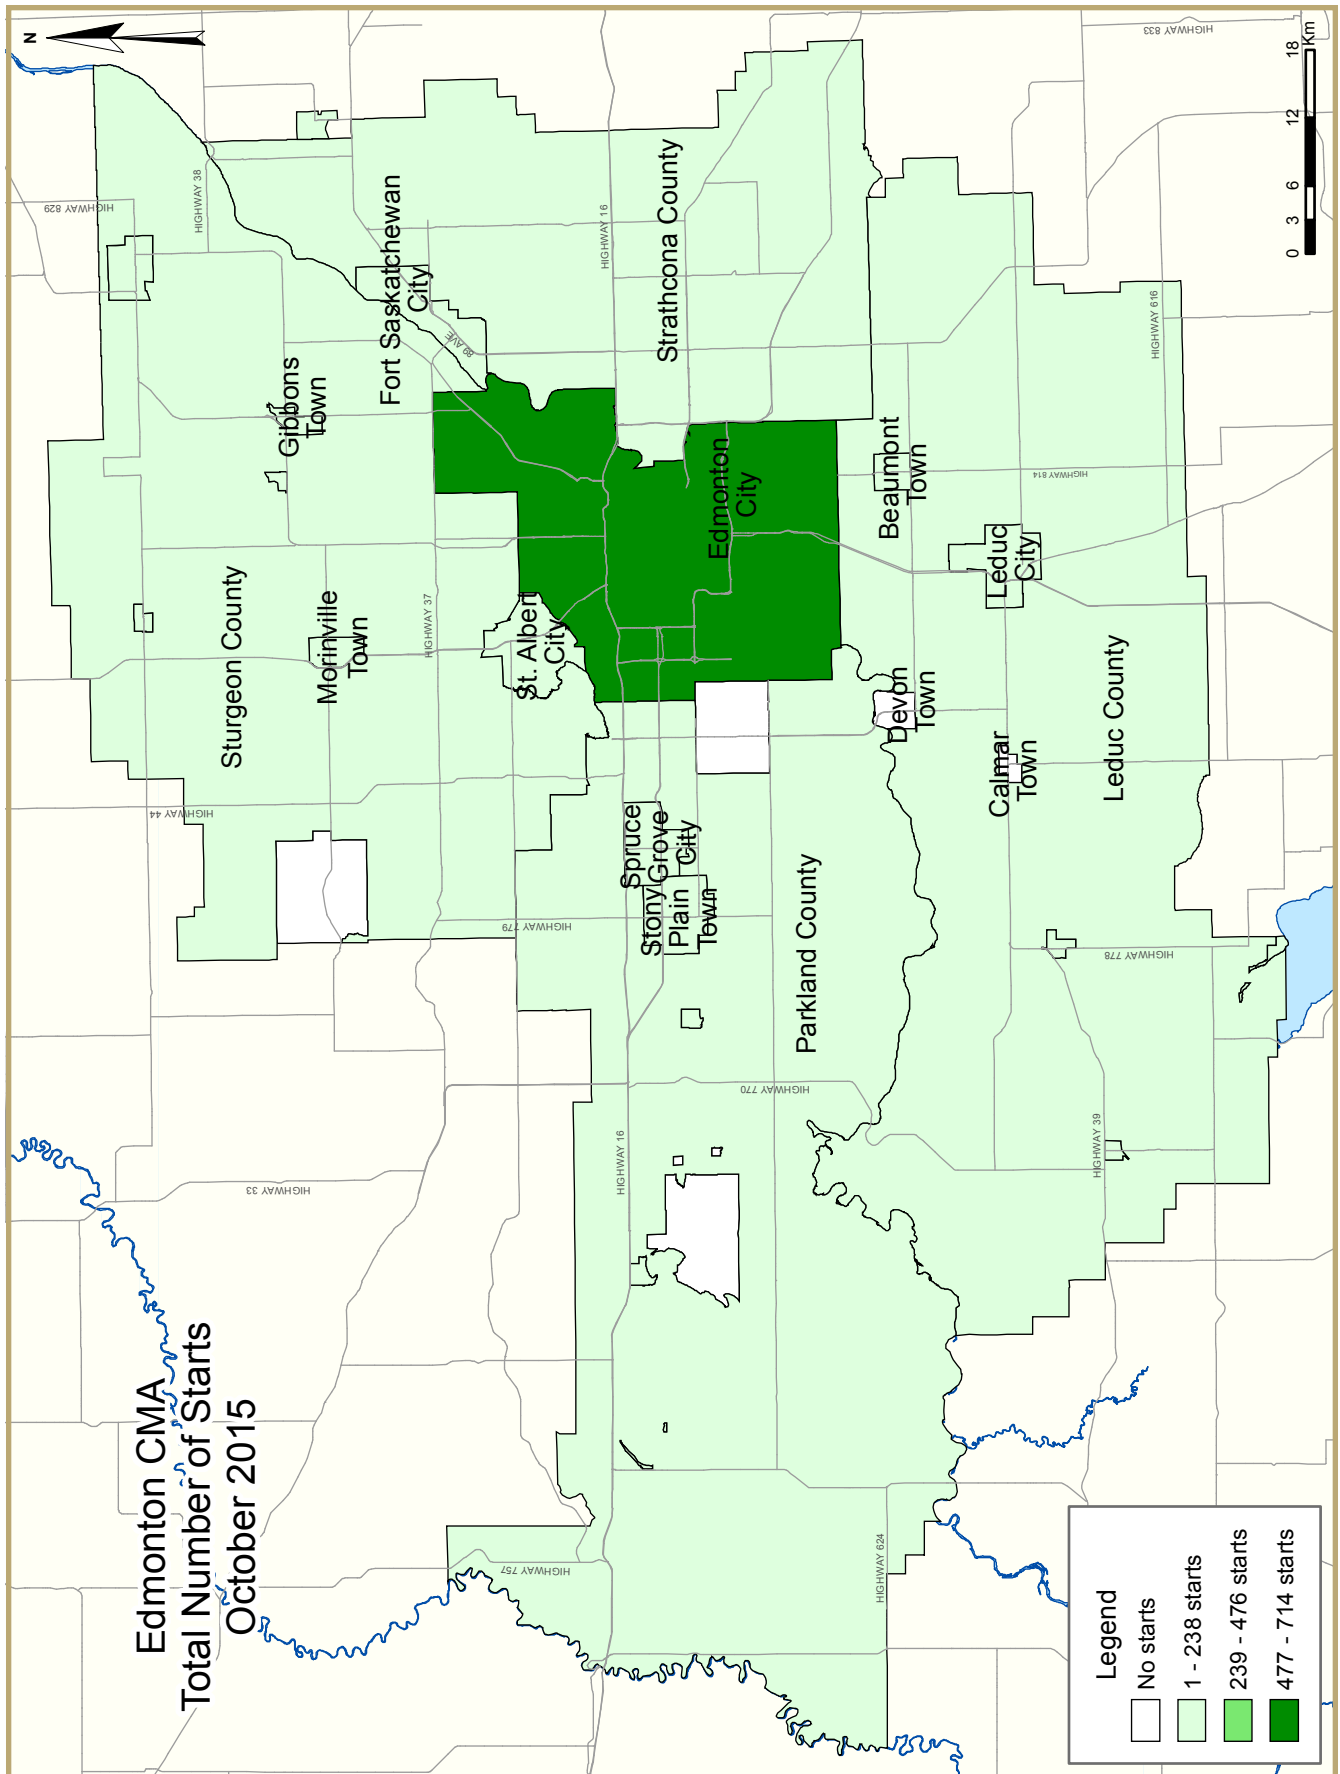 Edmonton CMA
Total Number of Starts
October 2015
N
HIGHWAY 829
HIGHWAY 38
HIGHWAY 833
Fort Saskatchewan
City
HIGHWAY 16
Strathcona County
89 AVE
Gibbons
Town
HIGHWAY 616
Sturgeon County
Morinville
Town
HIGHWAY 37
St. Albert
City
Edmonton
City
Beaumont
Town
HIGHWAY 814
Leduc
City
HIGHWAY 44
Devon
Town
Calmar
Town
Leduc County
Spruce
Grove
City
Stony
Plain
Town
HIGHWAY 779
Parkland County
HIGHWAY 778
HIGHWAY 770
HIGHWAY 33
HIGHWAY 16
HIGHWAY 39
HIGHWAY 757
HIGHWAY 624
Legend
No starts
1 - 238 starts
239 - 476 starts
477 - 714 starts
0 3 6 12 18
Km